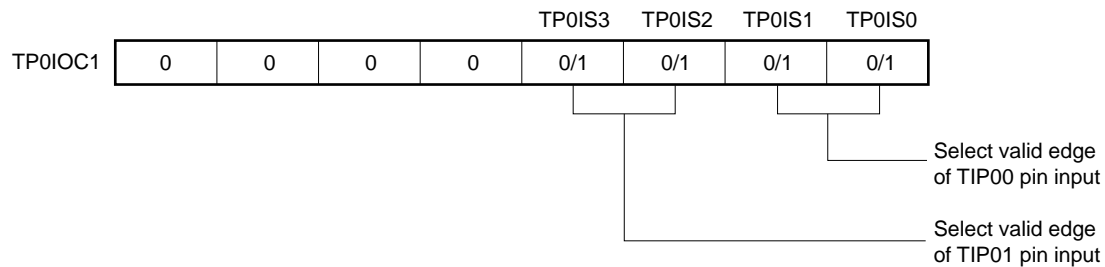 TP0IS3 TP0IS2 TP0IS1 TP0IS0
TP0IOC1 0 0 0 0 0/1 0/1 0/1 0/1
Select valid edge
of TIP00 pin input
Select valid edge
of TIP01 pin input